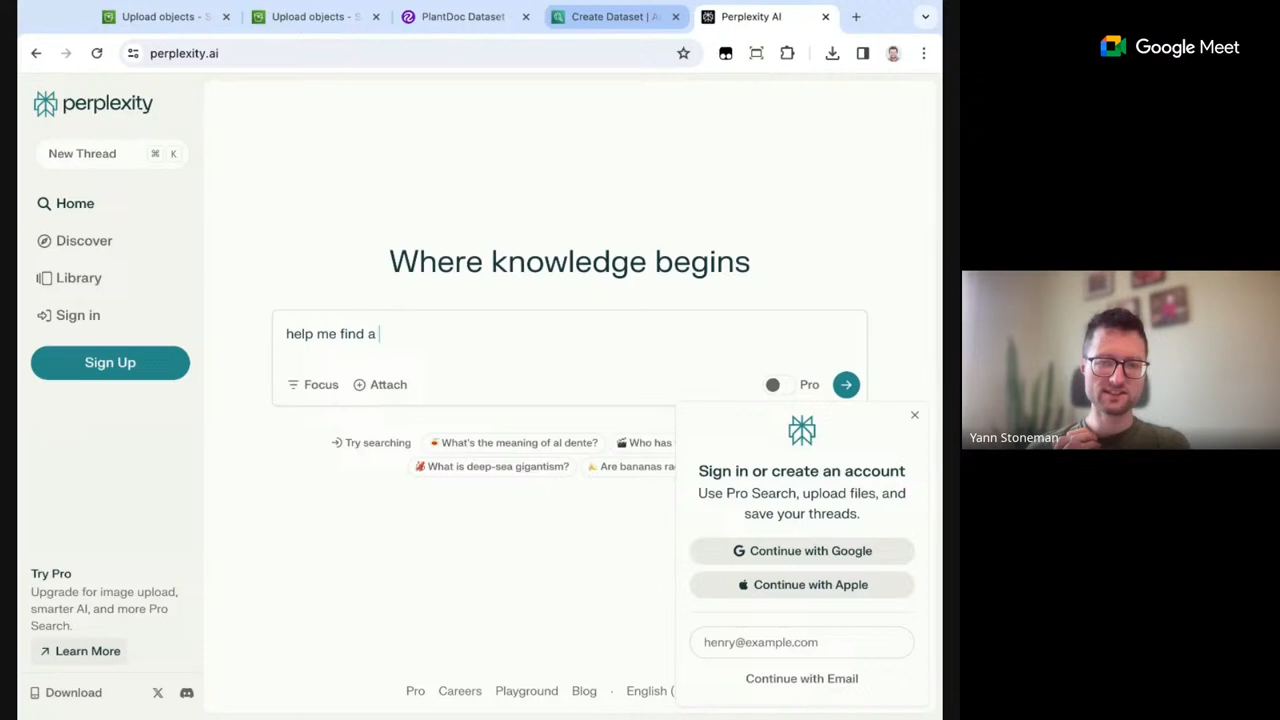 Upload objects - S
Upload objects - S
PlantDoc Dataset
Create Dataset | A
Perplexity AI
perplexity.ai
Google Meet
perplexity
New Thread ⌘ K
Home
Discover
Library
Sign in
Sign Up
Where knowledge begins
help me find a
Focus
Attach
Pro
Try searching
What's the meaning of al dente?
Who has
What is deep-sea gigantism?
Are bananas ra
Sign in or create an account
Use Pro Search, upload files, and
save your threads.
Continue with Google
Continue with Apple
henry@example.com
Continue with Email
Yann Stoneman
Try Pro
Upgrade for image upload,
smarter AI, and more Pro
Search.
Learn More
Download
Pro
Careers
Playground
Blog
·
English (